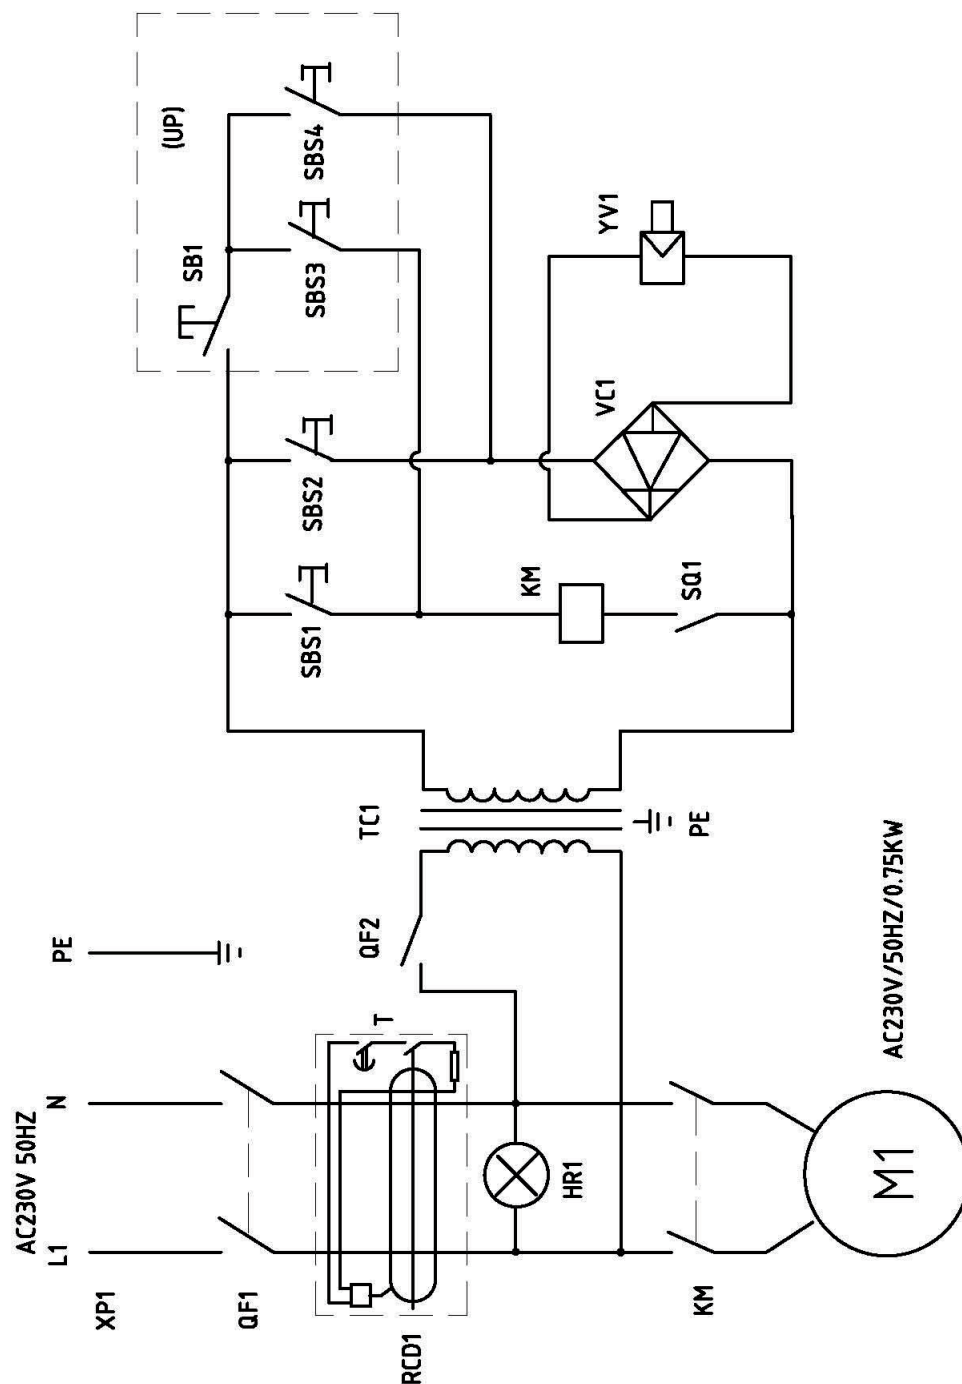 AC230V 50HZ
L1
N
PE
XP1
QF1
RCD1
T
HR1
KM
M1
AC230V/50HZ/0.75KW
QF2
TC1
PE
SBS1
SBS2
SB1
(UP)
SBS3
SBS4
KM
SQ1
VC1
YV1